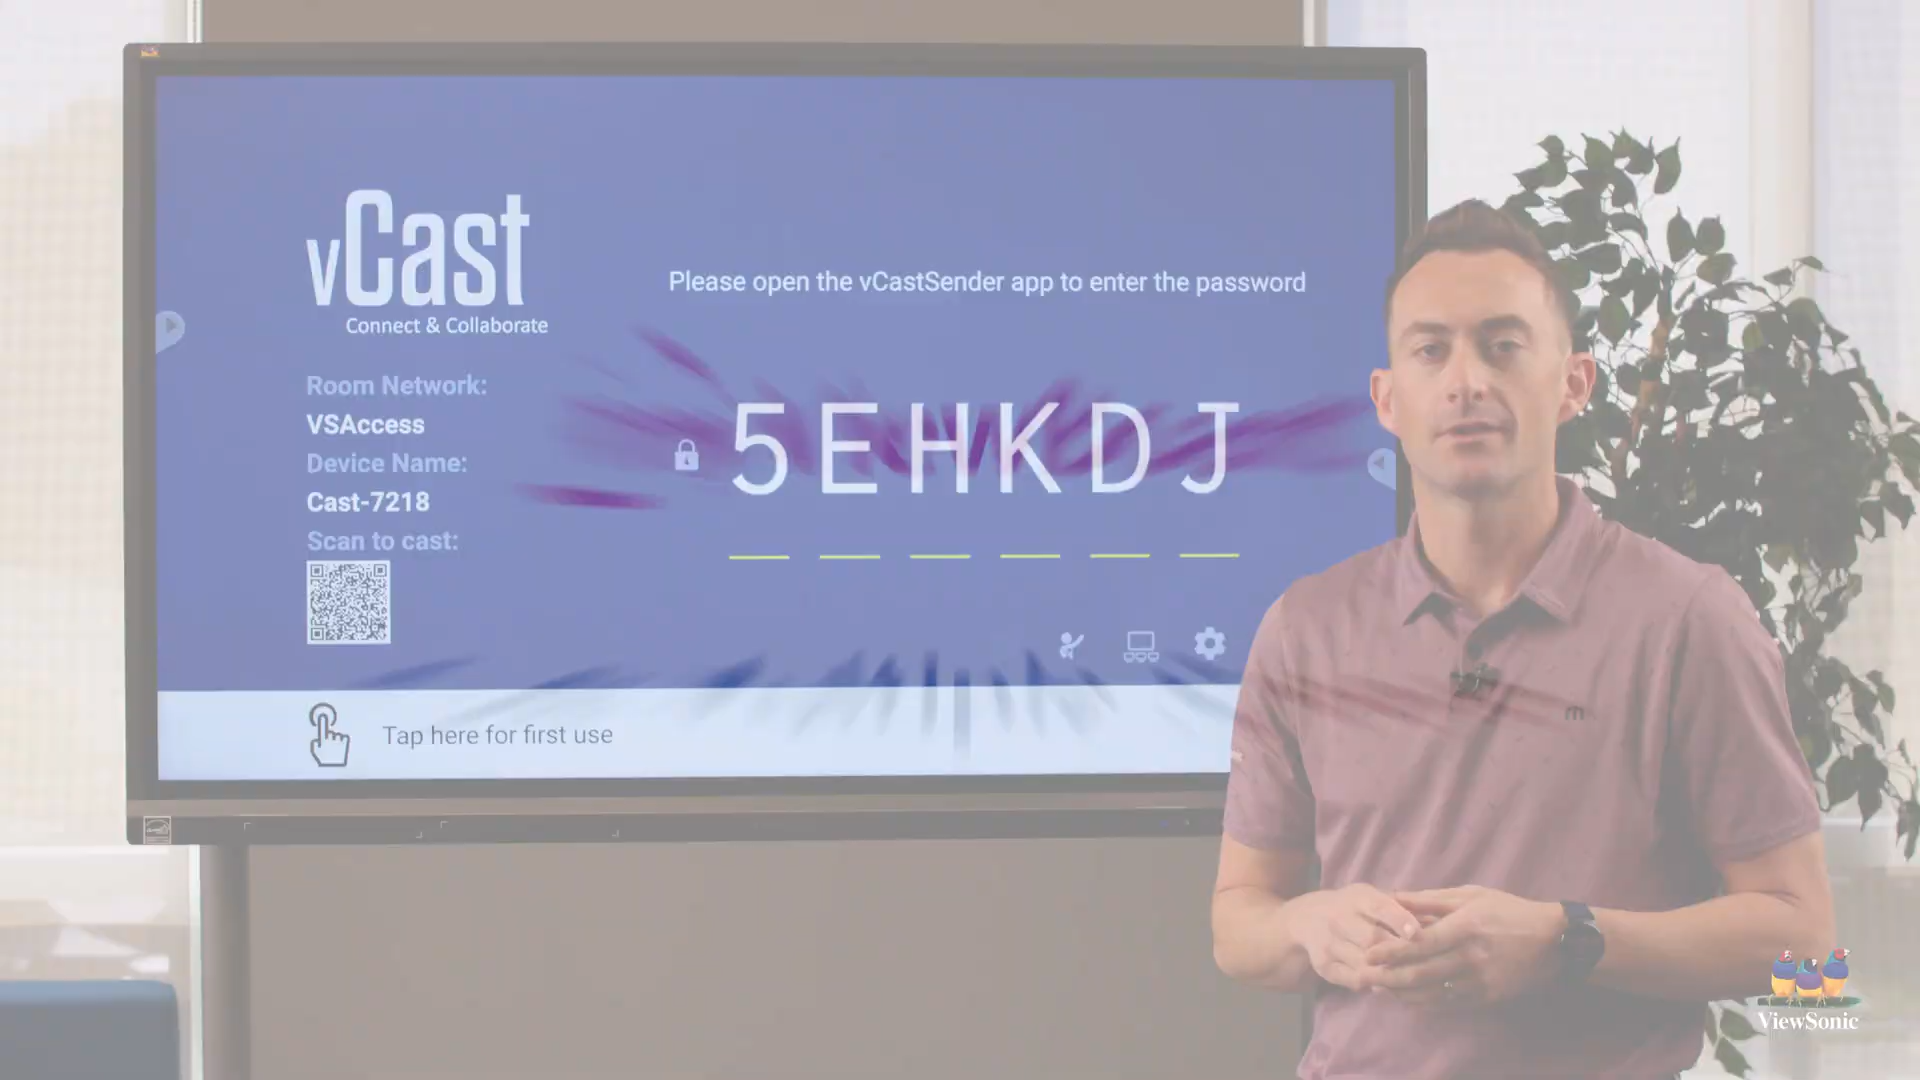 vCast
Connect & Collaborate
Please open the vCastSender app to enter the password
Room Network:
VSAccess
Device Name:
Cast-7218
Scan to cast:
5EHKDJ
Tap here for first use
ViewSonic